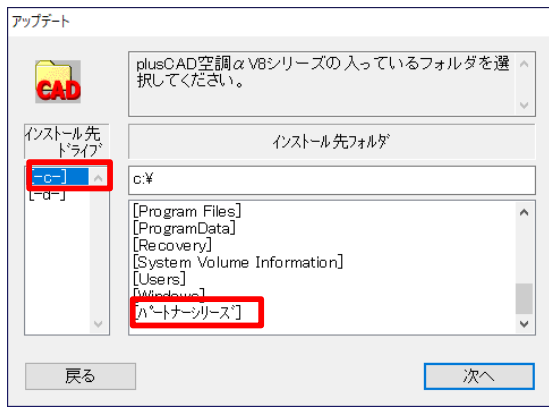 アップデート
CAD
plusCAD空調αV8シリーズの入っているフォルダを選
択してください。
インストール先
ドライブ
インストール先フォルダ
[-c-]
[-d-]
c:¥
[Program Files]
[ProgramData]
[Recovery]
[System Volume Information]
[Users]
[Windows]
[ﾊﾟｰﾄﾅｰｼﾘｰｽﾞ]
戻る
次へ